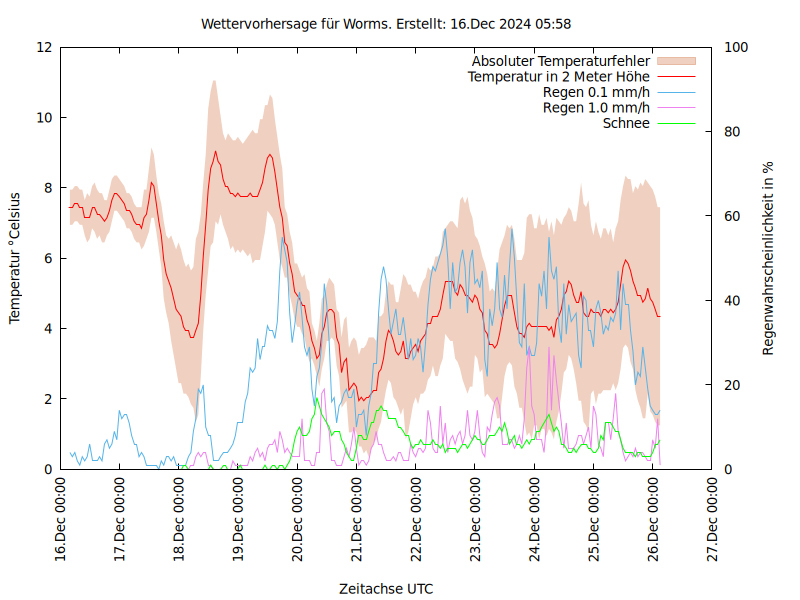 Wettervorhersage für Worms. Erstellt: 16.Dec 2024 05:58
Absoluter Temperaturfehler
Temperatur in 2 Meter Höhe
Regen 0.1 mm/h
Regen 1.0 mm/h
Schnee
Temperatur °Celsius
12
10
8
6
4
2
0
100
80
60
40
20
0
Regenwahrscheinlichkeit in %
16.Dec 00:00
17.Dec 00:00
18.Dec 00:00
19.Dec 00:00
20.Dec 00:00
21.Dec 00:00
22.Dec 00:00
23.Dec 00:00
24.Dec 00:00
25.Dec 00:00
26.Dec 00:00
27.Dec 00:00
Zeitachse UTC